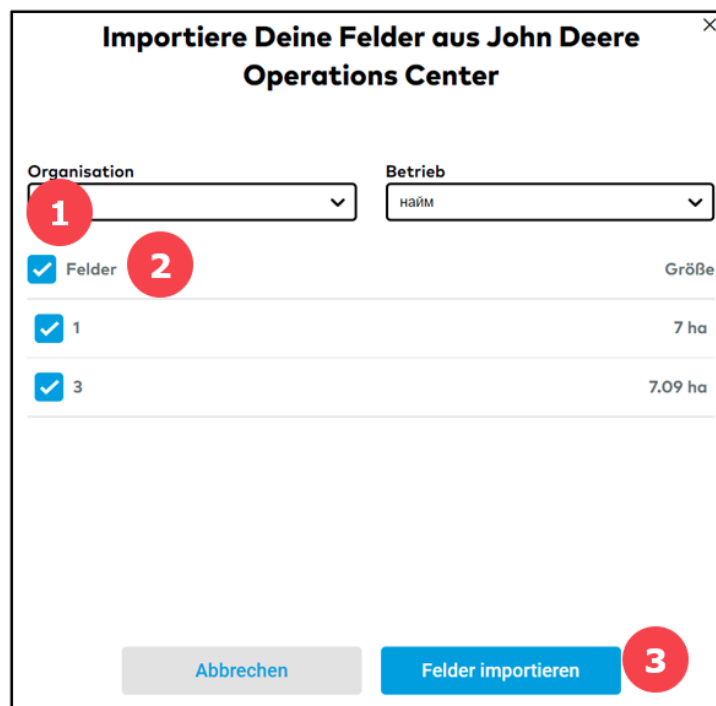 Importiere Deine Felder aus John Deere
Operations Center
Organisation Betrieb
1 найм
Felder 2 Größe
1 7 ha
3 7.09 ha
Abbrechen Felder importieren 3